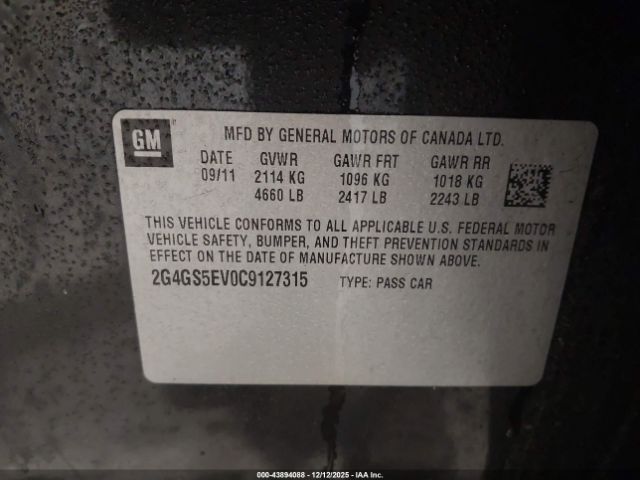 GM
MFD BY GENERAL MOTORS OF CANADA LTD.
DATE GVWR GAWR FRT GAWR RR
09/11 2114 KG 1096 KG 1018 KG
4660 LB 2417 LB 2243 LB
THIS VEHICLE CONFORMS TO ALL APPLICABLE U.S. FEDERAL MOTOR
VEHICLE SAFETY, BUMPER, AND THEFT PREVENTION STANDARDS IN
EFFECT ON THE DATE OF MANUFACTURE SHOWN ABOVE.
2G4GS5EV0C9127315 TYPE: PASS CAR
000-43894088 - 12/12/2025 - IAA Inc.